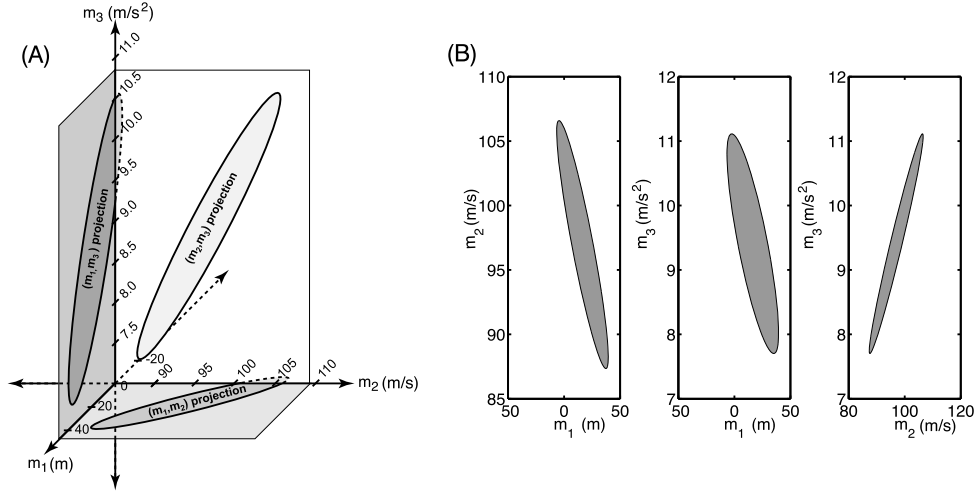 m3 (m/s2)
(A)
11.0
10.5
10.0
9.5
9.0
8.5
8.0
7.5
(m1,m3) projection
(m2,m3) projection
-20
0
90
95
100
105
110
m2 (m/s)
(m1,m2) projection
20
40
m1 (m)
(B)
110
105
100
95
90
85
m2 (m/s)
50 0 50
m1 (m)
13
12
11
10
9
8
7
m3 (m/s2)
50 0 50
m1 (m)
13
12
11
10
9
8
7
m3 (m/s2)
80 100 120
m2 (m/s)